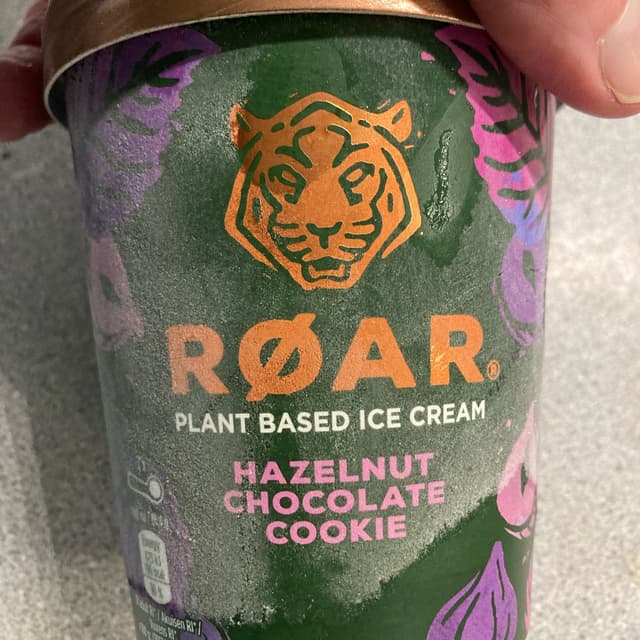 RØAR®
PLANT BASED ICE CREAM
HAZELNUT
CHOCOLATE
COOKIE